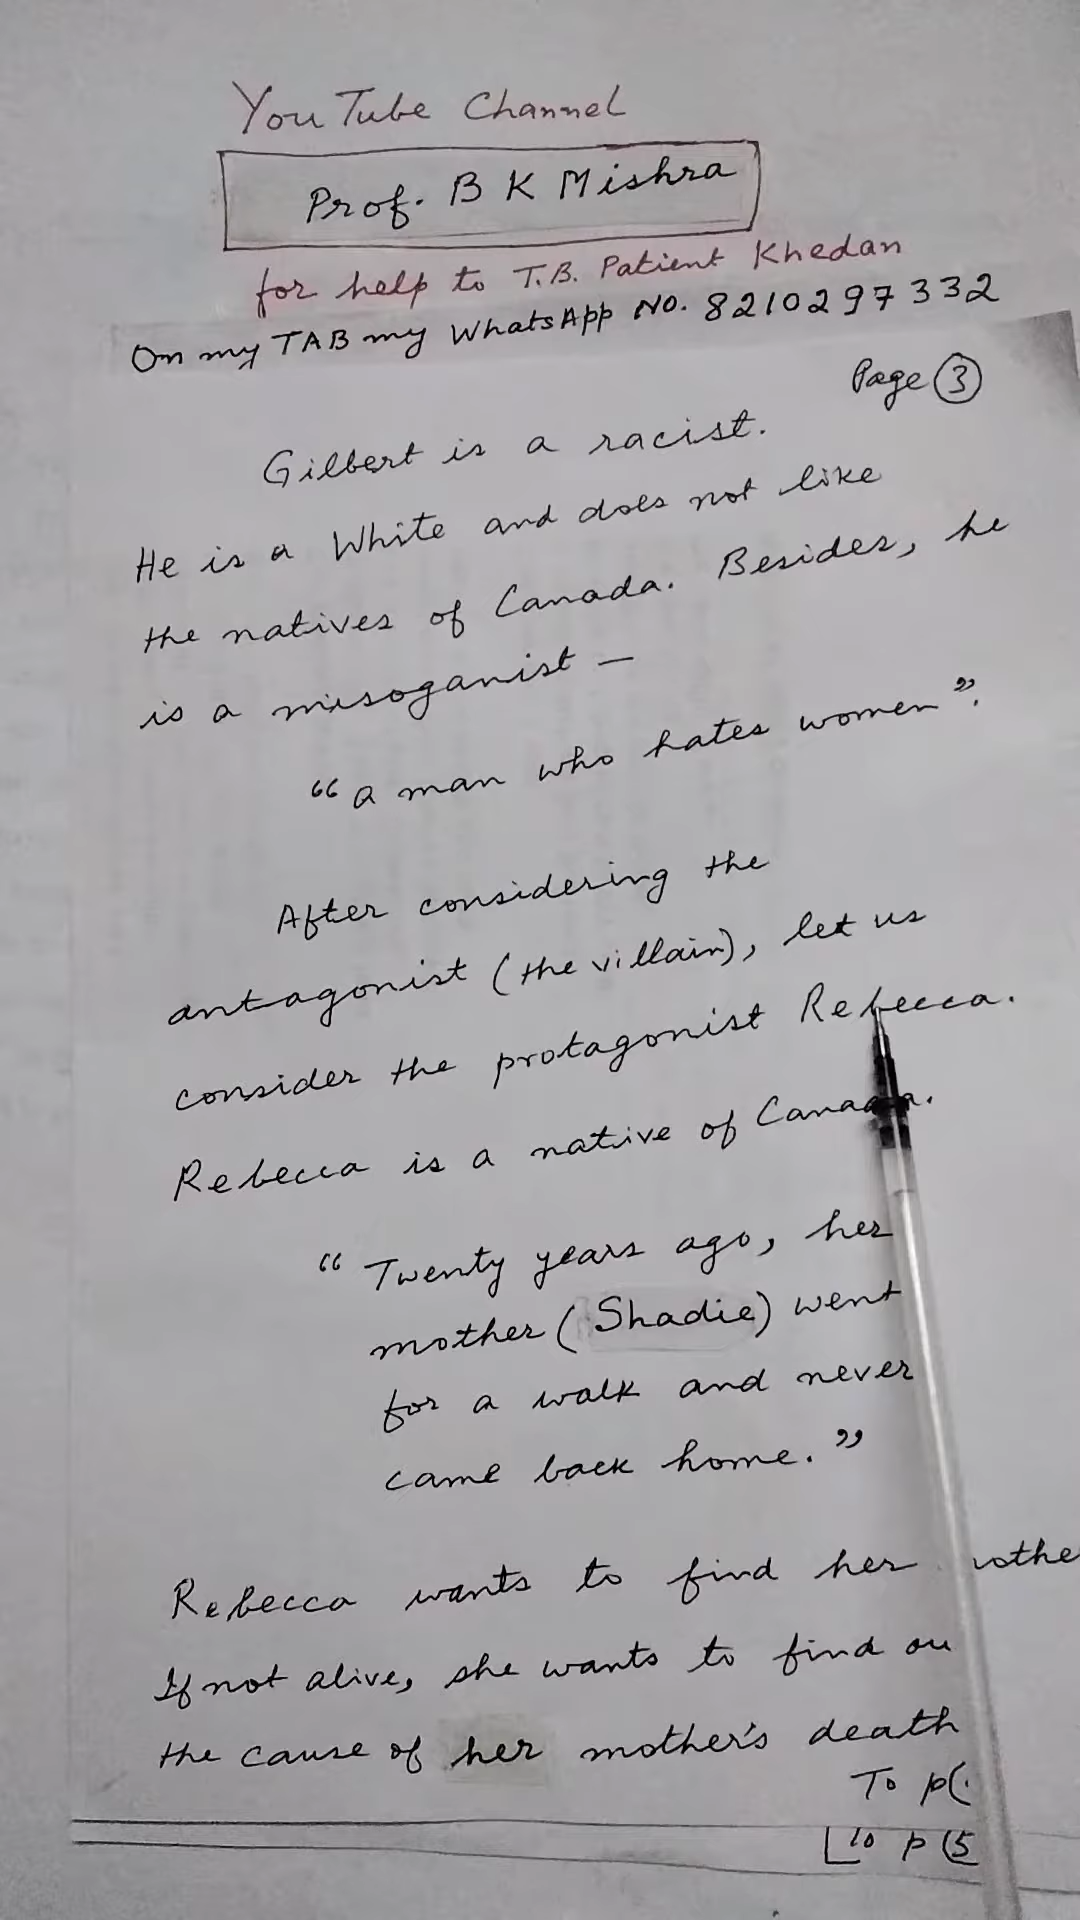 YouTube Channel
Prof. B K Mishra
for help to T.B. Patient Khedan
On my TAB my WhatsApp No. 8210297332
Page 3
Gilbert is a racist.
He is a White and does not like
the natives of Canada. Besides, he
is a misoganist —
"a man who hates women".
After considering the
antagonist (the villain), let us
consider the protagonist Rebecca.
Rebecca is a native of Canada.
"Twenty years ago, her
mother (Shadie) went
for a walk and never
came back home."
Rebecca wants to find her
If not alive, she wants to find ou
the cause of her mother's death
To p(
To p (5